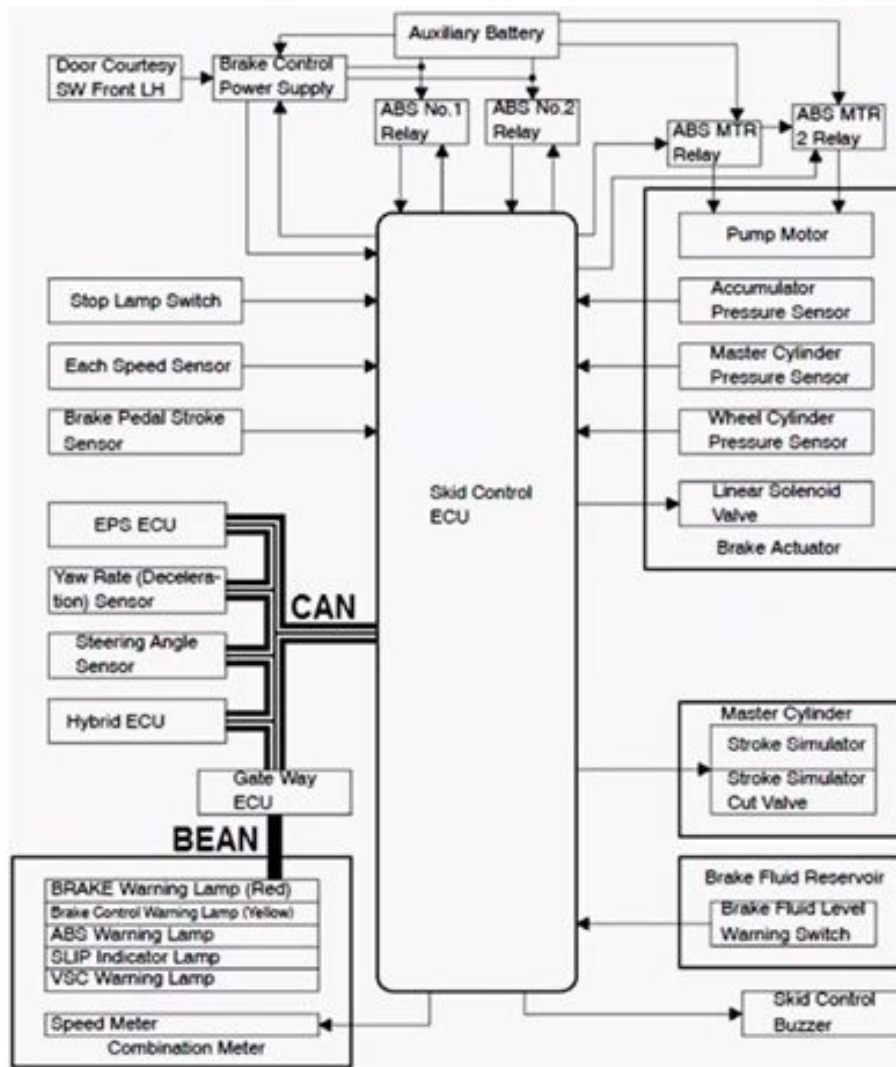 Auxiliary Battery
Door Courtesy
SW Front LH
Brake Control
Power Supply
ABS No.1
Relay
ABS No.2
Relay
ABS MTR
Relay
ABS MTR
2 Relay
Pump Motor
Stop Lamp Switch
Accumulator
Pressure Sensor
Each Speed Sensor
Master Cylinder
Pressure Sensor
Brake Pedal Stroke
Sensor
Wheel Cylinder
Pressure Sensor
Skid Control
ECU
Linear Solenoid
Valve
Brake Actuator
EPS ECU
Yaw Rate (Decelera-
tion) Sensor
CAN
Steering Angle
Sensor
Hybrid ECU
Master Cylinder
Stroke Simulator
Stroke Simulator
Cut Valve
Gate Way
ECU
BEAN
BRAKE Warning Lamp (Red)
Brake Control Warning Lamp (Yellow)
ABS Warning Lamp
SLIP Indicator Lamp
VSC Warning Lamp
Speed Meter
Combination Meter
Brake Fluid Reservoir
Brake Fluid Level
Warning Switch
Skid Control
Buzzer